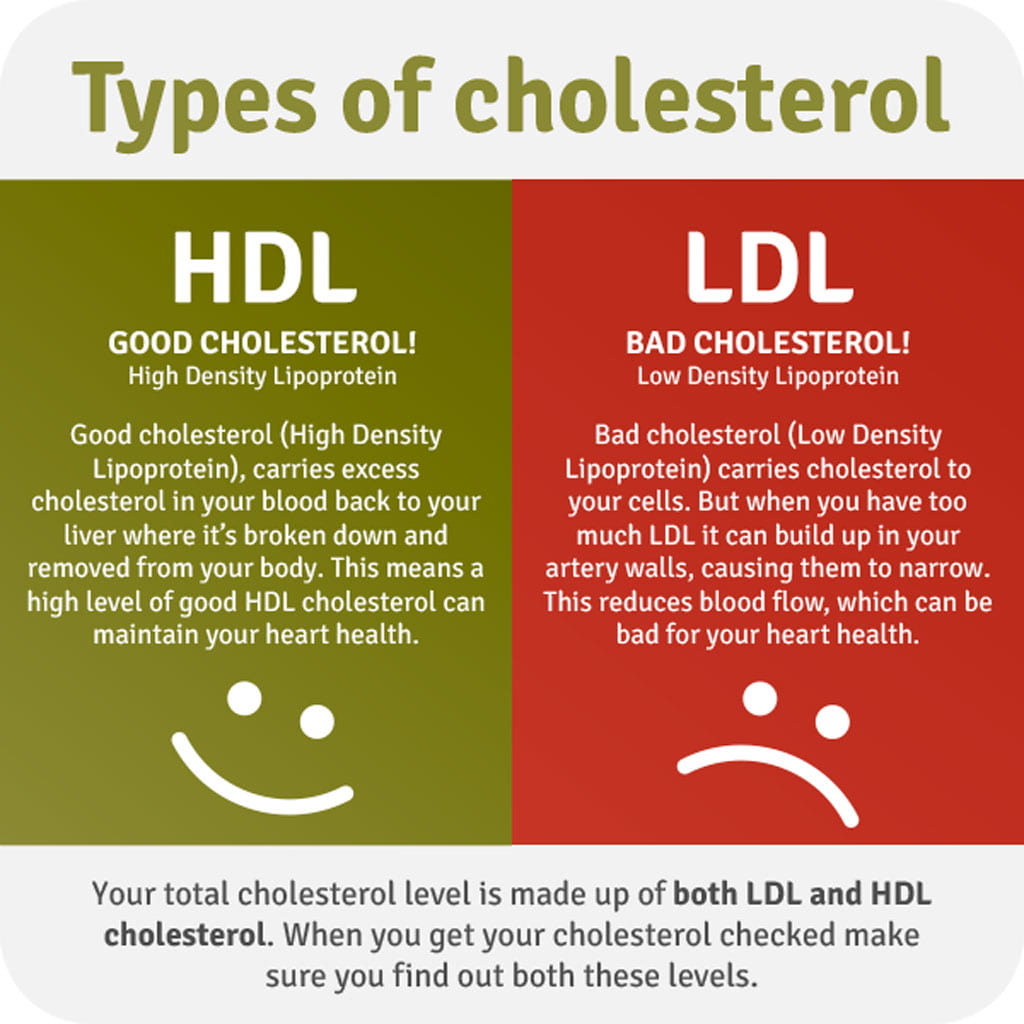 Types of cholesterol
HDL
GOOD CHOLESTEROL!
High Density Lipoprotein
Good cholesterol (High Density
Lipoprotein), carries excess
cholesterol in your blood back to your
liver where it’s broken down and
removed from your body. This means a
high level of good HDL cholesterol can
maintain your heart health.
LDL
BAD CHOLESTEROL!
Low Density Lipoprotein
Bad cholesterol (Low Density
Lipoprotein) carries cholesterol to
your cells. But when you have too
much LDL it can build up in your
artery walls, causing them to narrow.
This reduces blood flow, which can be
bad for your heart health.
Your total cholesterol level is made up of both LDL and HDL
cholesterol. When you get your cholesterol checked make
sure you find out both these levels.